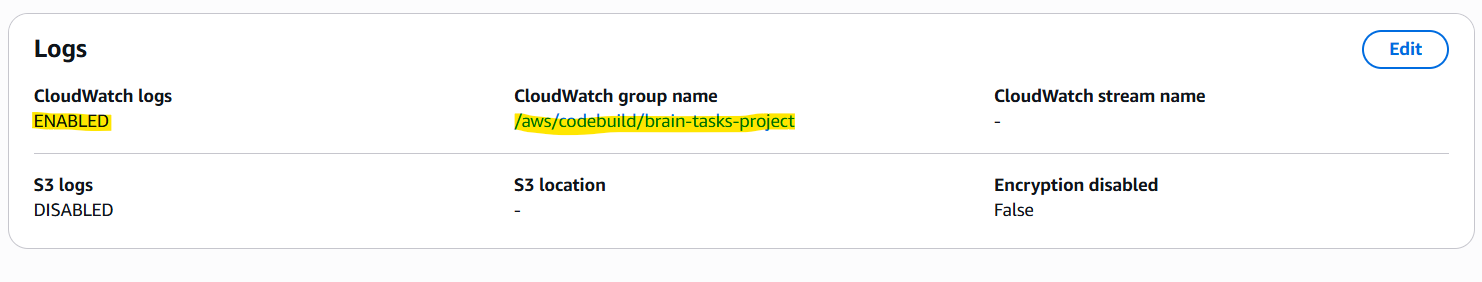 Logs
Edit
CloudWatch logs
ENABLED
CloudWatch group name
/aws/codebuild/brain-tasks-project
CloudWatch stream name
-
S3 logs
DISABLED
S3 location
-
Encryption disabled
False